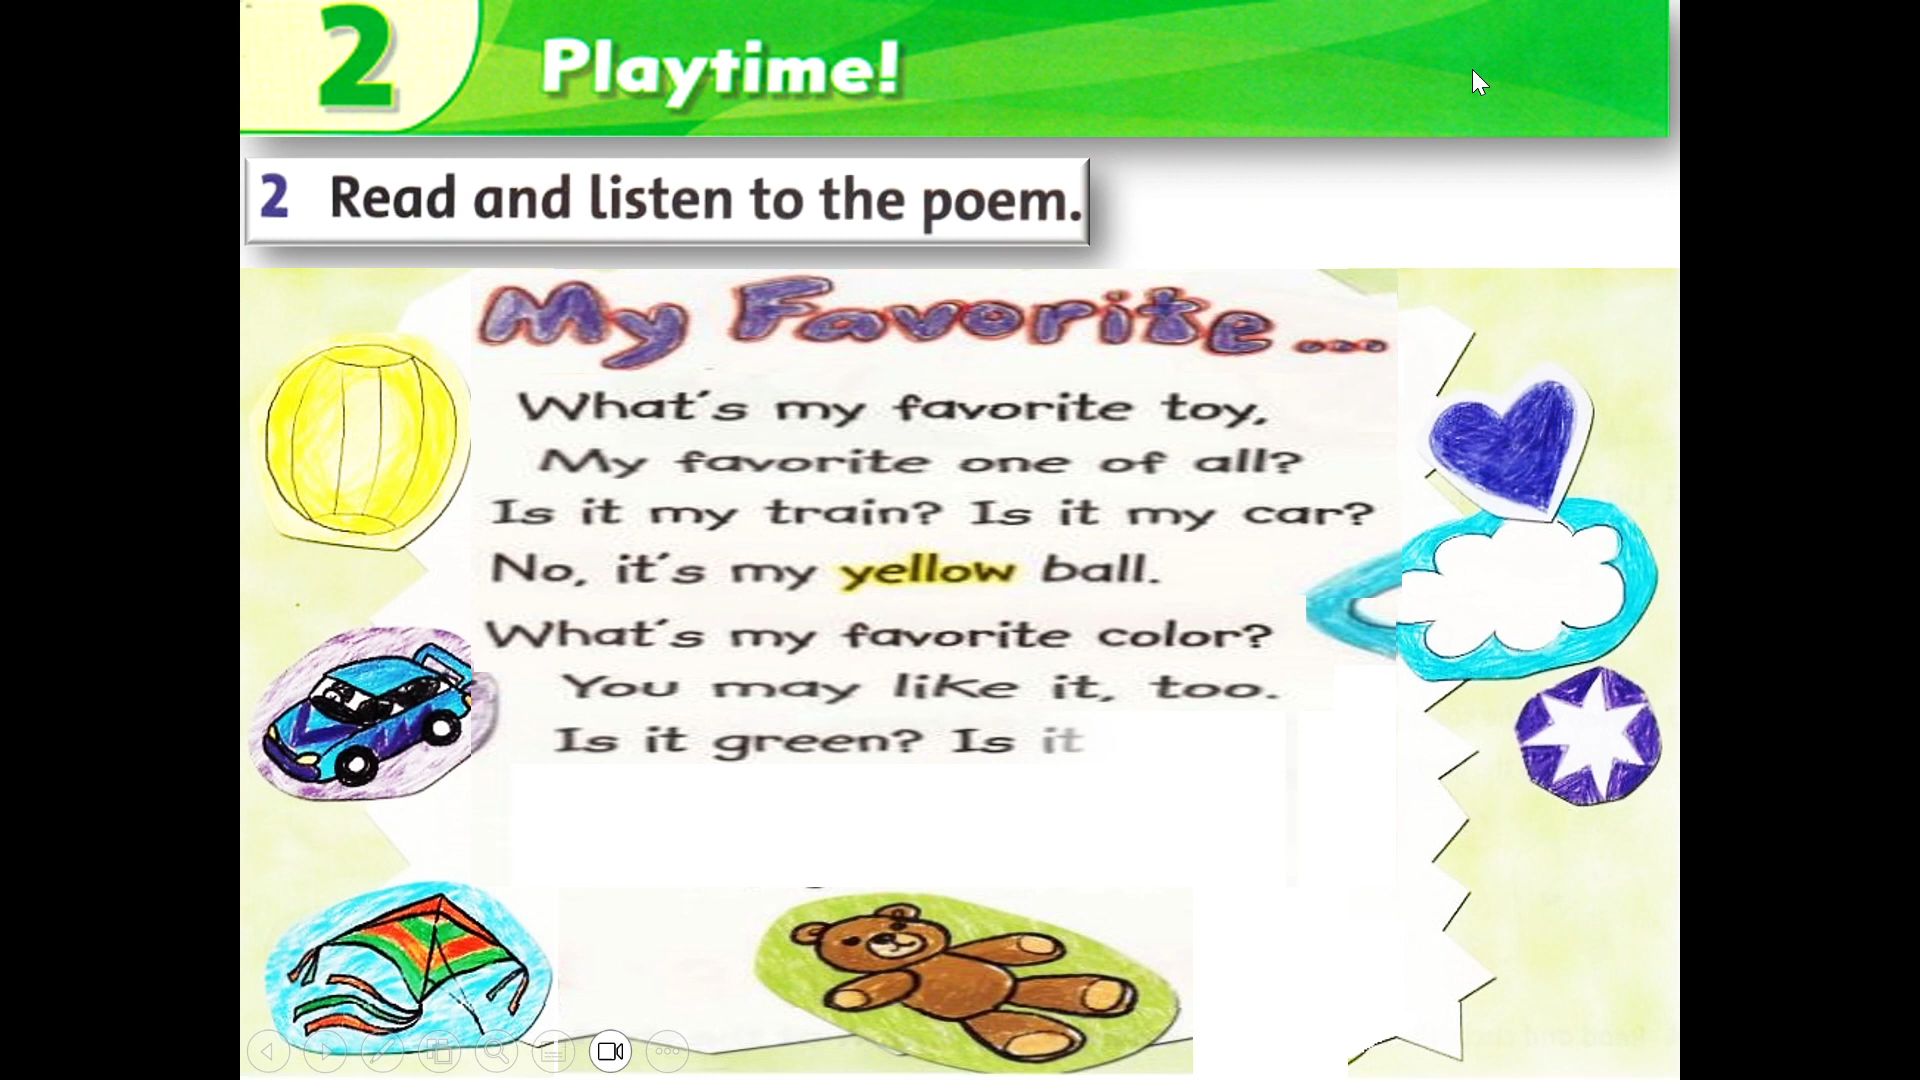 2 Playtime!
2 Read and listen to the poem.
My Favorite...
What's my favorite toy,
My favorite one of all?
Is it my train? Is it my car?
No, it's my yellow ball.
What's my favorite color?
You may like it, too.
Is it green? Is it